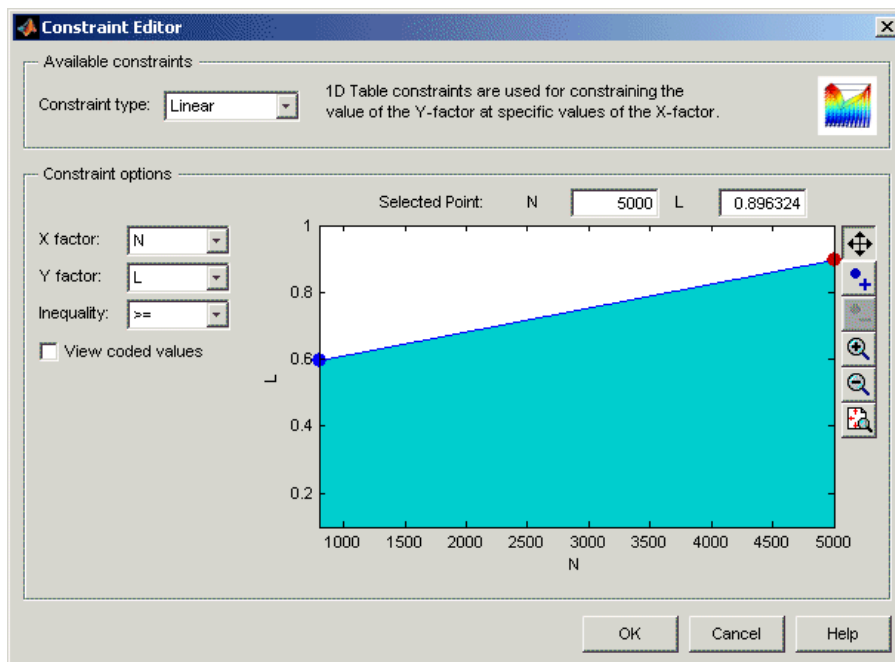 Constraint Editor
Available constraints
Constraint type: Linear
1D Table constraints are used for constraining the
value of the Y-factor at specific values of the X-factor.
Constraint options
Selected Point: N 5000 L 0.896324
X factor: N
Y factor: L
Inequality: >=
View coded values
1
0.8
0.6
0.4
0.2
L
1000 1500 2000 2500 3000 3500 4000 4500 5000
N
OK Cancel Help